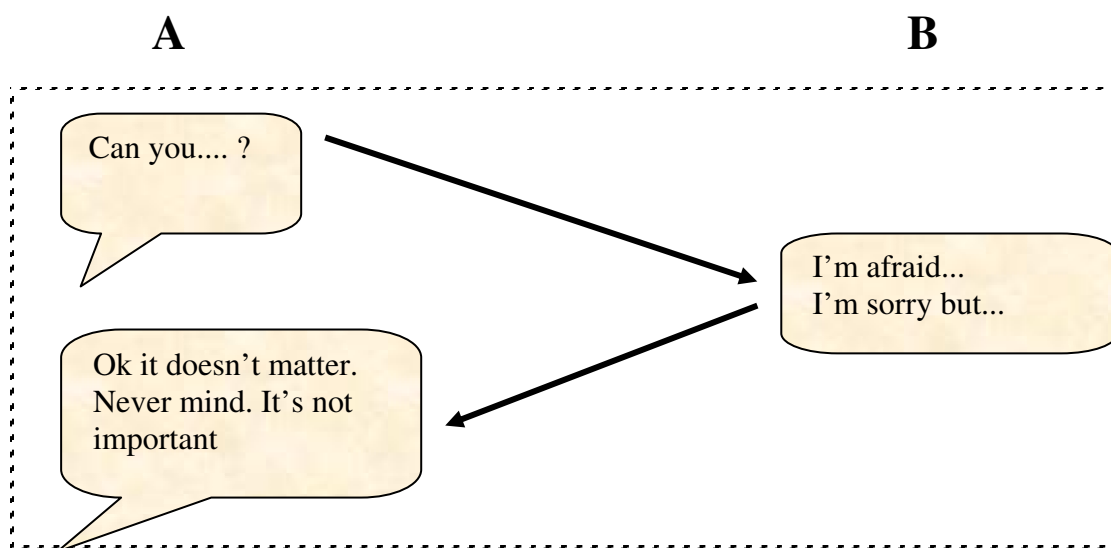 A
B
Can you.... ?
I’m afraid...
I’m sorry but...
Ok it doesn’t matter.
Never mind. It’s not
important